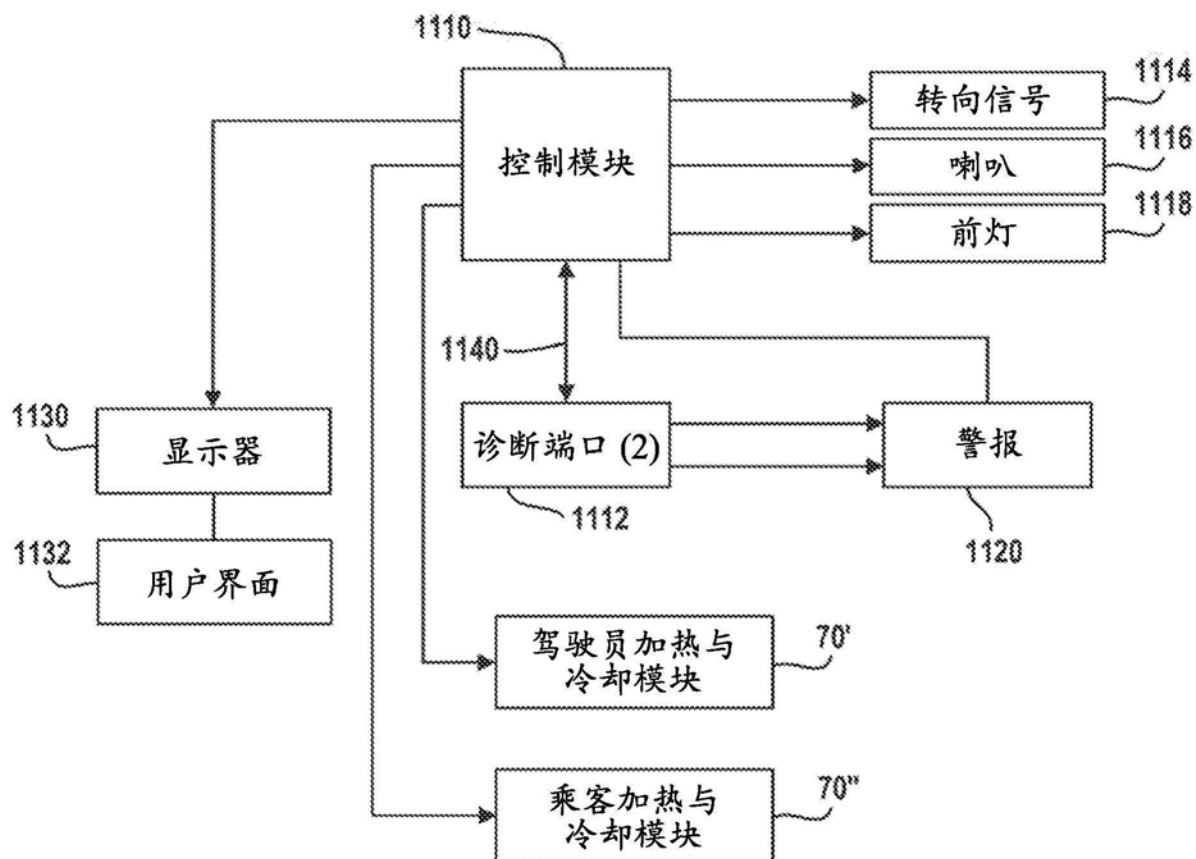 1110
控制模块
转向信号
1114
喇叭
1116
前灯
1118
1140
1130
显示器
诊断端口 (2)
1112
警报
1120
1132
用户界面
驾驶员加热与
冷却模块
70'
乘客加热与
冷却模块
70"